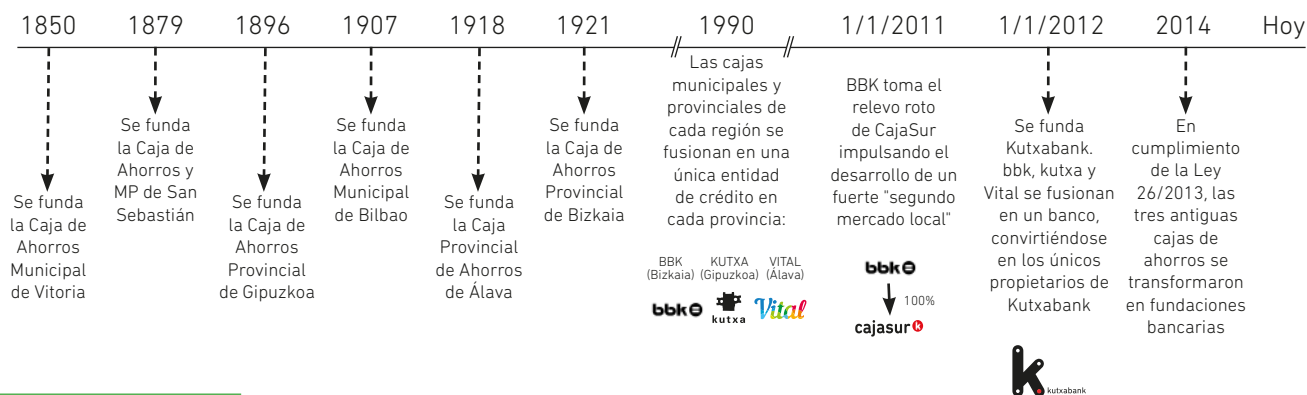 1850
1879
1896
1907
1918
1921
1990
1/1/2011
1/1/2012
2014
Hoy
Se funda
la Caja de
Ahorros
Municipal
de Vitoria
Se funda
la Caja de
Ahorros y
MP de San
Sebastián
Se funda
la Caja de
Ahorros
Provincial
de Gipuzkoa
Se funda
la Caja de
Ahorros
Municipal
de Bilbao
Se funda
la Caja
Provincial
de Ahorros
de Álava
Se funda
la Caja de
Ahorros
Provincial
de Bizkaia
Las cajas
municipales y
provinciales de
cada región se
fusionan en una
única entidad
de crédito en
cada provincia:
BBK
(Bizkaia)
KUTXA
(Gipuzkoa)
VITAL
(Álava)
bbk
kutxa
Vital
BBK toma el
relevo roto
de CajaSur
impulsando el
desarrollo de un
fuerte "segundo
mercado local"
bbk
100%
cajasur k
Se funda
Kutxabank.
bbk, kutxa y
Vital se fusionan
en un banco,
convirtiéndose
en los únicos
propietarios de
Kutxabank
k.
kutxabank
En
cumplimiento
de la Ley
26/2013, las
tres antiguas
cajas de
ahorros se
transformaron
en fundaciones
bancarias